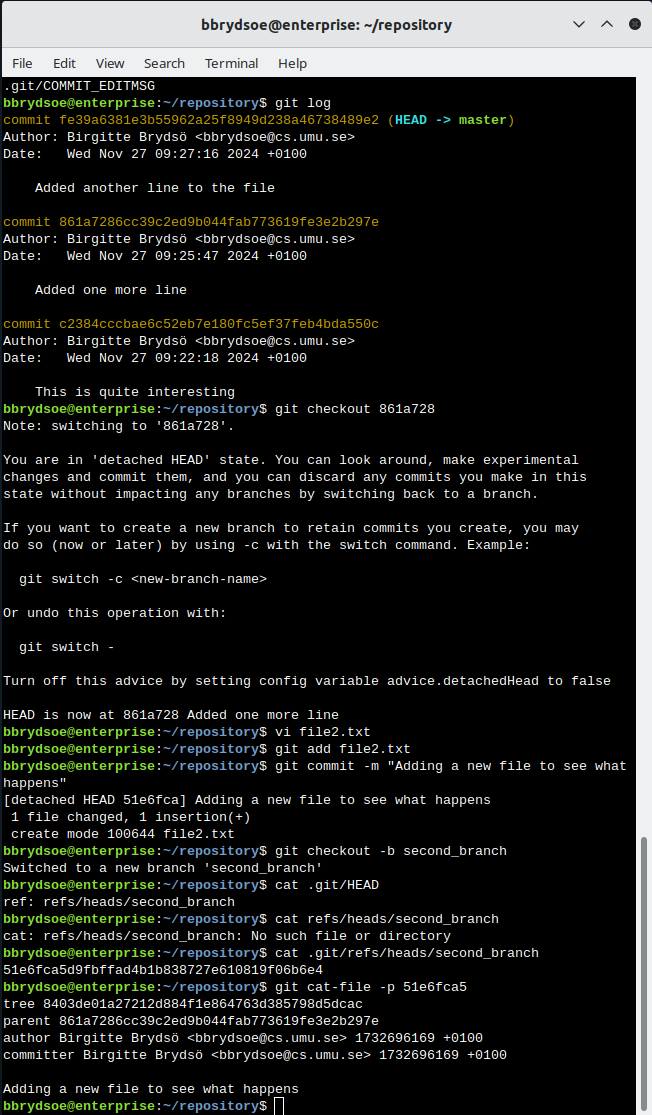 bbrydsoe@enterprise: ~/repository
File Edit View Search Terminal Help
.git/COMMIT_EDITMSG
bbrydsoe@enterprise:~/repository$ git log
commit fe39a6381e3b55962a25f8949d238a46738489e2 (HEAD -> master)
Author: Birgitte Brydsö <bbrydsoe@cs.umu.se>
Date:   Wed Nov 27 09:27:16 2024 +0100

    Added another line to the file

commit 861a7286cc39c2ed9b044fab773619fe3e2b297e
Author: Birgitte Brydsö <bbrydsoe@cs.umu.se>
Date:   Wed Nov 27 09:25:47 2024 +0100

    Added one more line

commit c2384cccbae6c52eb7e180fc5ef37feb4bda550c
Author: Birgitte Brydsö <bbrydsoe@cs.umu.se>
Date:   Wed Nov 27 09:22:18 2024 +0100

    This is quite interesting
bbrydsoe@enterprise:~/repository$ git checkout 861a728
Note: switching to '861a728'.

You are in 'detached HEAD' state. You can look around, make experimental
changes and commit them, and you can discard any commits you make in this
state without impacting any branches by switching back to a branch.

If you want to create a new branch to retain commits you create, you may
do so (now or later) by using -c with the switch command. Example:

  git switch -c <new-branch-name>

Or undo this operation with:

  git switch -

Turn off this advice by setting config variable advice.detachedHead to false

HEAD is now at 861a728 Added one more line
bbrydsoe@enterprise:~/repository$ vi file2.txt
bbrydsoe@enterprise:~/repository$ git add file2.txt
bbrydsoe@enterprise:~/repository$ git commit -m "Adding a new file to see what
happens"
[detached HEAD 51e6fca] Adding a new file to see what happens
 1 file changed, 1 insertion(+)
 create mode 100644 file2.txt
bbrydsoe@enterprise:~/repository$ git checkout -b second_branch
Switched to a new branch 'second_branch'
bbrydsoe@enterprise:~/repository$ cat .git/HEAD
ref: refs/heads/second_branch
bbrydsoe@enterprise:~/repository$ cat refs/heads/second_branch
cat: refs/heads/second_branch: No such file or directory
bbrydsoe@enterprise:~/repository$ cat .git/refs/heads/second_branch
51e6fca5d9fbffad4b1b838727e610819f06b6e4
bbrydsoe@enterprise:~/repository$ git cat-file -p 51e6fca5
tree 8403de01a27212d884f1e864763d385798d5dcac
parent 861a7286cc39c2ed9b044fab773619fe3e2b297e
author Birgitte Brydsö <bbrydsoe@cs.umu.se> 1732696169 +0100
committer Birgitte Brydsö <bbrydsoe@cs.umu.se> 1732696169 +0100

Adding a new file to see what happens
bbrydsoe@enterprise:~/repository$